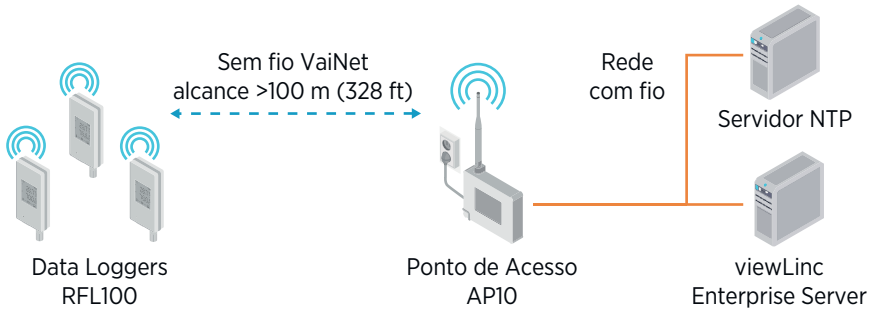 Sem fio VaiNet
alcance >100 m (328 ft)
Rede
com fio
Servidor NTP
Data Loggers
RFL100
Ponto de Acesso
AP10
viewLinc
Enterprise Server